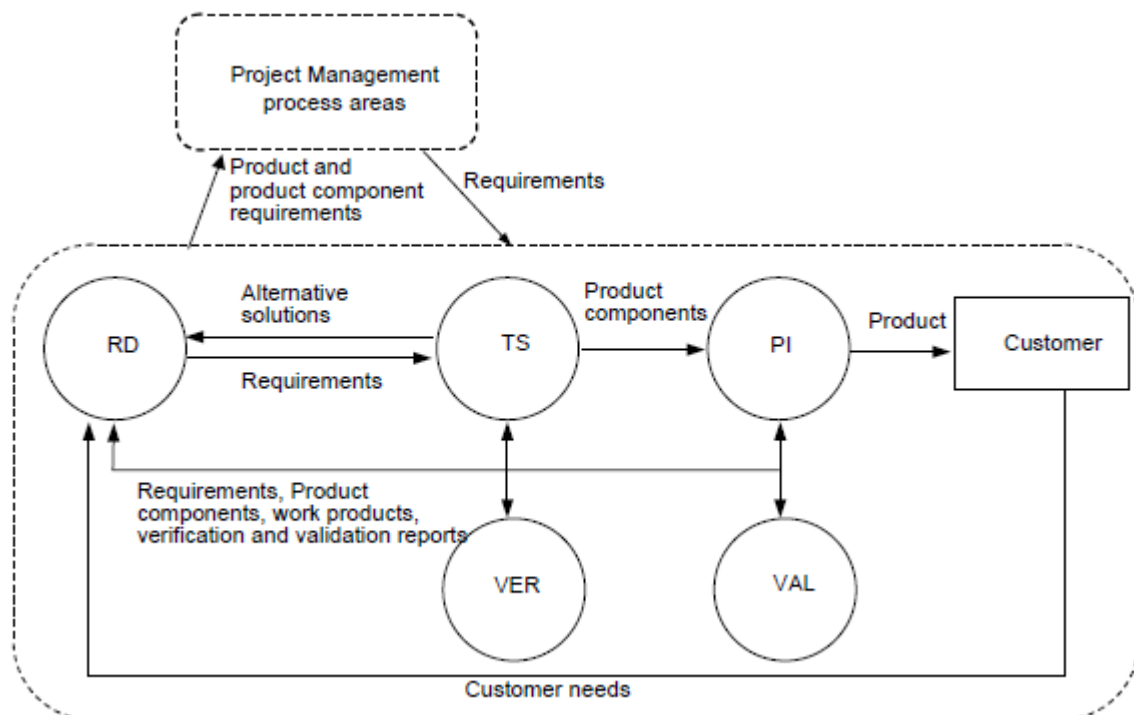 Project Management
process areas
Product and
product component
requirements
Requirements
RD
Alternative
solutions
Requirements
TS
Product
components
PI
Product
Customer
Requirements, Product
components, work products,
verification and validation reports
VER
VAL
Customer needs